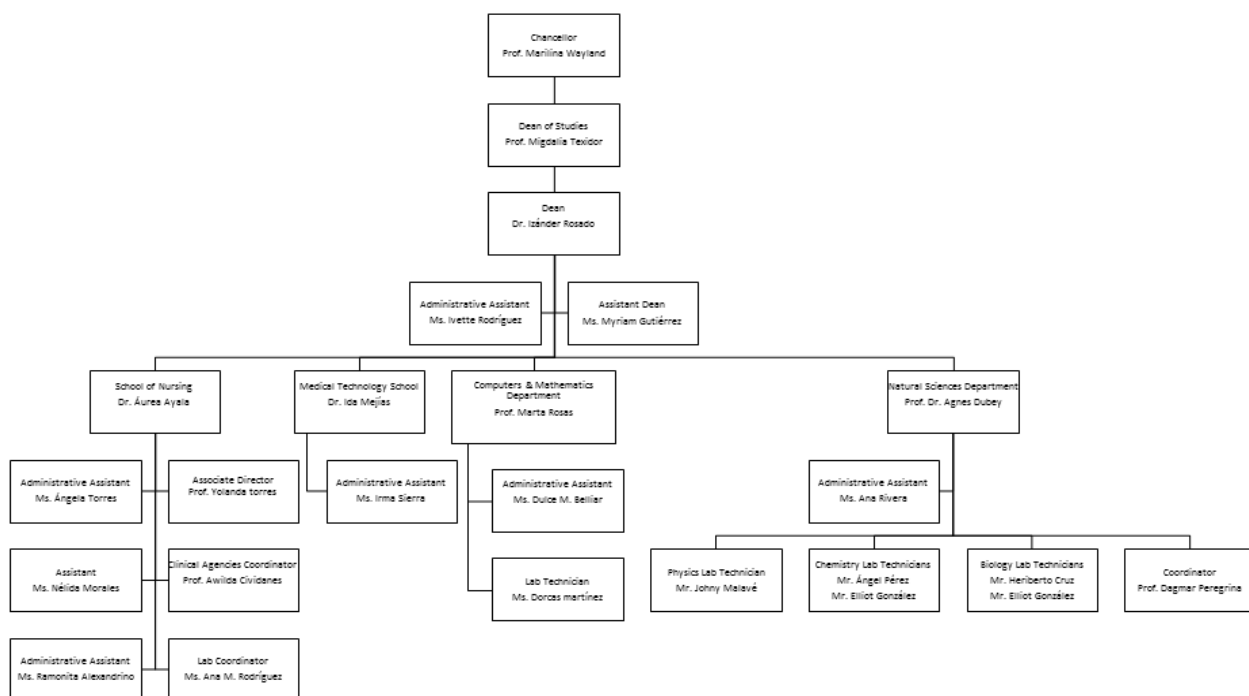 Chancellor
Prof. Marilina Wayland
Dean of Studies
Prof. Migdalia Texidor
Dean
Dr. Izánder Rosado
Administrative Assistant
Ms. Ivette Rodríguez
Assistant Dean
Ms. Myriam Gutiérrez
School of Nursing
Dr. Áurea Ayala
Medical Technology School
Dr. Ida Mejías
Computers & Mathematics
Department
Prof. Marta Rosas
Natural Sciences Department
Prof. Dr. Agnes Dubey
Administrative Assistant
Ms. Ángela Torres
Associate Director
Prof. Yolanda torres
Administrative Assistant
Ms. Irma Sierra
Administrative Assistant
Ms. Dulce M. Belliar
Administrative Assistant
Ms. Ana Rivera
Assistant
Ms. Nélida Morales
Clinical Agencies Coordinator
Prof. Awilda Cividanes
Lab Technician
Ms. Dorcas martínez
Physics Lab Technician
Mr. Johny Malavé
Chemistry Lab Technicians
Mr. Ángel Pérez
Mr. Elliot González
Biology Lab Technicians
Mr. Heriberto Cruz
Mr. Elliot González
Coordinator
Prof. Dagmar Peregrina
Administrative Assistant
Ms. Ramonita Alexandrino
Lab Coordinator
Ms. Ana M. Rodríguez